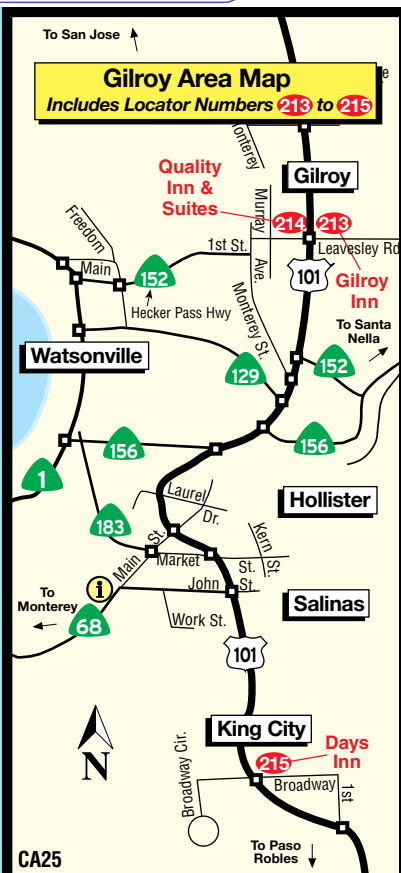 To San Jose
Gilroy Area Map
Includes Locator Numbers 213 to 215
e
Monterey
Quality
Inn &
Suites
Gilroy
Murray
214
213
Freedom
1st St.
Leavesley Rd
Main
152
Ave.
101
Gilroy
Inn
Hecker Pass Hwy
Monterey St.
To Santa
Nella
Watsonville
129
152
156
156
1
Laurel
Dr.
Hollister
183
Main St.
Market
St.
Kern St.
To
Monterey
i
John
St.
Salinas
68
Work St.
101
King City
N
Broadway Cir.
215
Days
Inn
Broadway
1st
To Paso
Robles
CA25